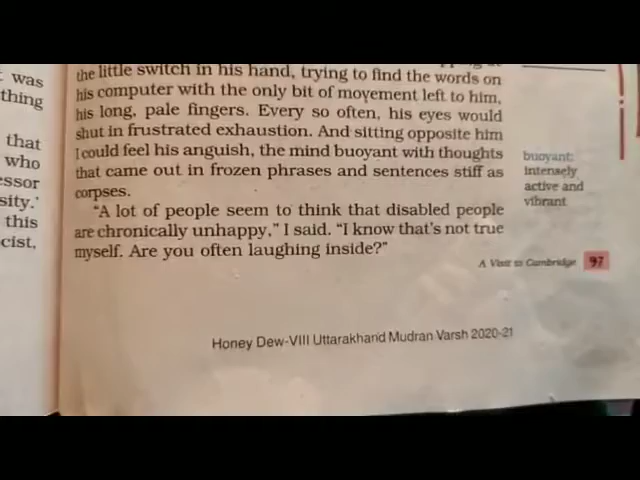 t was
thing
that
who
essor
sity.'
this
cist,
the little switch in his hand, trying to find the words on
his computer with the only bit of movement left to him,
his long, pale fingers. Every so often, his eyes would
shut in frustrated exhaustion. And sitting opposite him
I could feel his anguish, the mind buoyant with thoughts
that came out in frozen phrases and sentences stiff as
corpses.
“A lot of people seem to think that disabled people
are chronically unhappy,” I said. “I know that's not true
myself. Are you often laughing inside?”
buoyant:
intensely
active and
vibrant
A Visit to Cambridge 97
Honey Dew-VIII Uttarakhand Mudran Varsh 2020-21